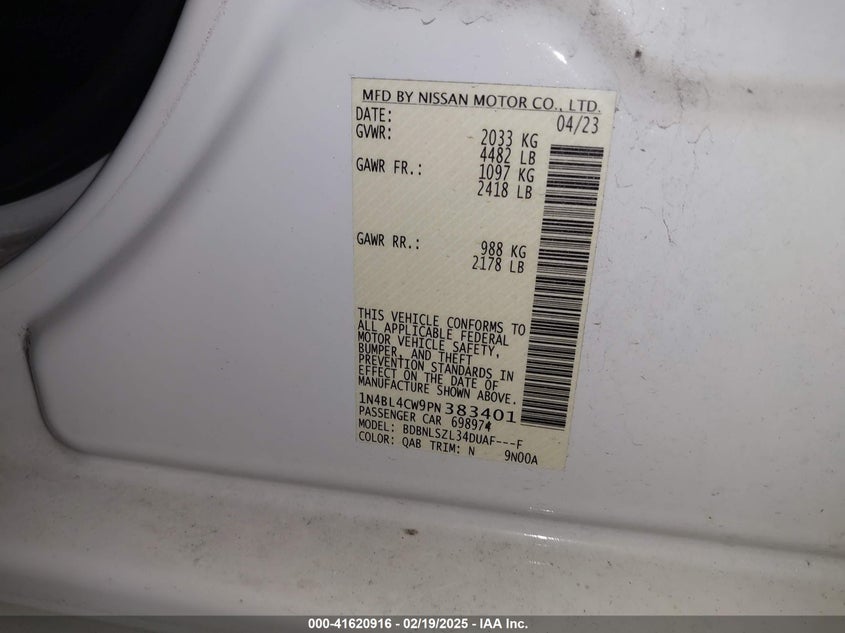 MFD BY NISSAN MOTOR CO., LTD.
DATE: 04/23
GVWR: 2033 KG
4482 LB
GAWR FR.: 1097 KG
2418 LB
GAWR RR.: 988 KG
2178 LB
THIS VEHICLE CONFORMS TO
ALL APPLICABLE FEDERAL
MOTOR VEHICLE SAFETY,
BUMPER, AND THEFT
PREVENTION STANDARDS IN
EFFECT ON THE DATE OF
MANUFACTURE SHOWN ABOVE.
1N4BL4CW9PN383401
PASSENGER CAR 698974
MODEL: BDBNLSZL34DUAF---F
COLOR: QAB TRIM: N 9N00A
000-41620916 - 02/19/2025 - IAA Inc.